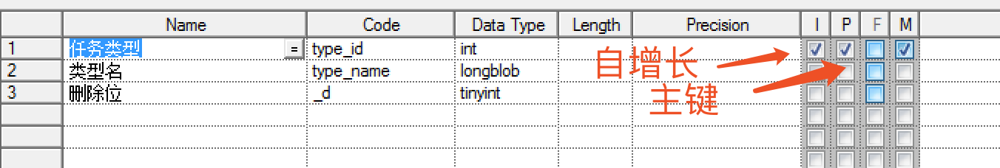 Name Code Data Type Length Precision I P F M
1 任务类型 = type_id int
2 类型名 type_name longblob
3 删除位 _d tinyint
自增长
主键